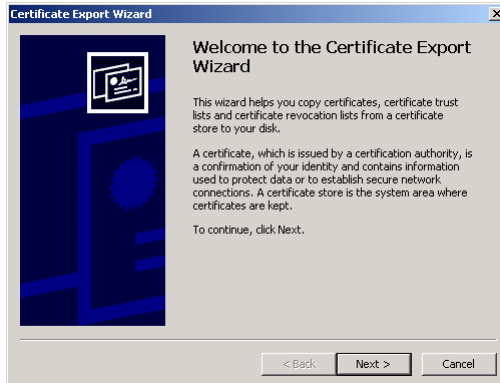 Certificate Export Wizard
Welcome to the Certificate Export
Wizard
This wizard helps you copy certificates, certificate trust
lists and certificate revocation lists from a certificate
store to your disk.
A certificate, which is issued by a certification authority, is
a confirmation of your identity and contains information
used to protect data or to establish secure network
connections. A certificate store is the system area where
certificates are kept.
To continue, click Next.
< Back
Next >
Cancel